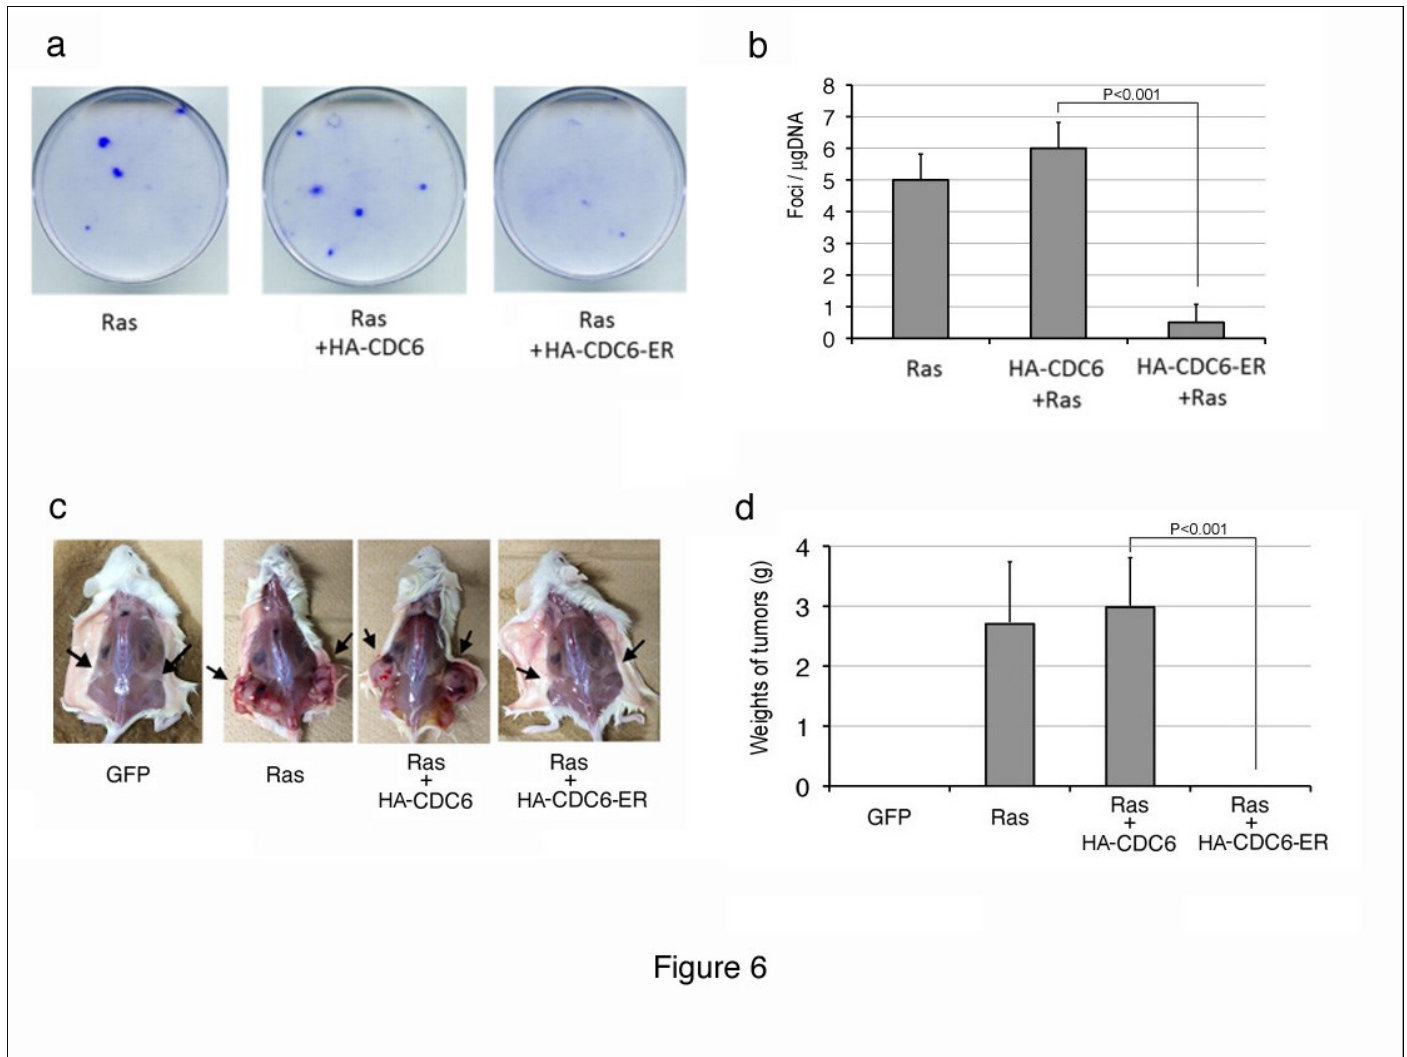 a
Ras
Ras
+HA-CDC6
Ras
+HA-CDC6-ER
b
Foci / µgDNA
8
7
6
5
4
3
2
1
0
P<0.001
Ras
HA-CDC6
+Ras
HA-CDC6-ER
+Ras
c
GFP
Ras
Ras
+
HA-CDC6
Ras
+
HA-CDC6-ER
d
Weights of tumors (g)
4
3
2
1
0
P<0.001
GFP
Ras
Ras
+
HA-CDC6
Ras
+
HA-CDC6-ER
Figure 6